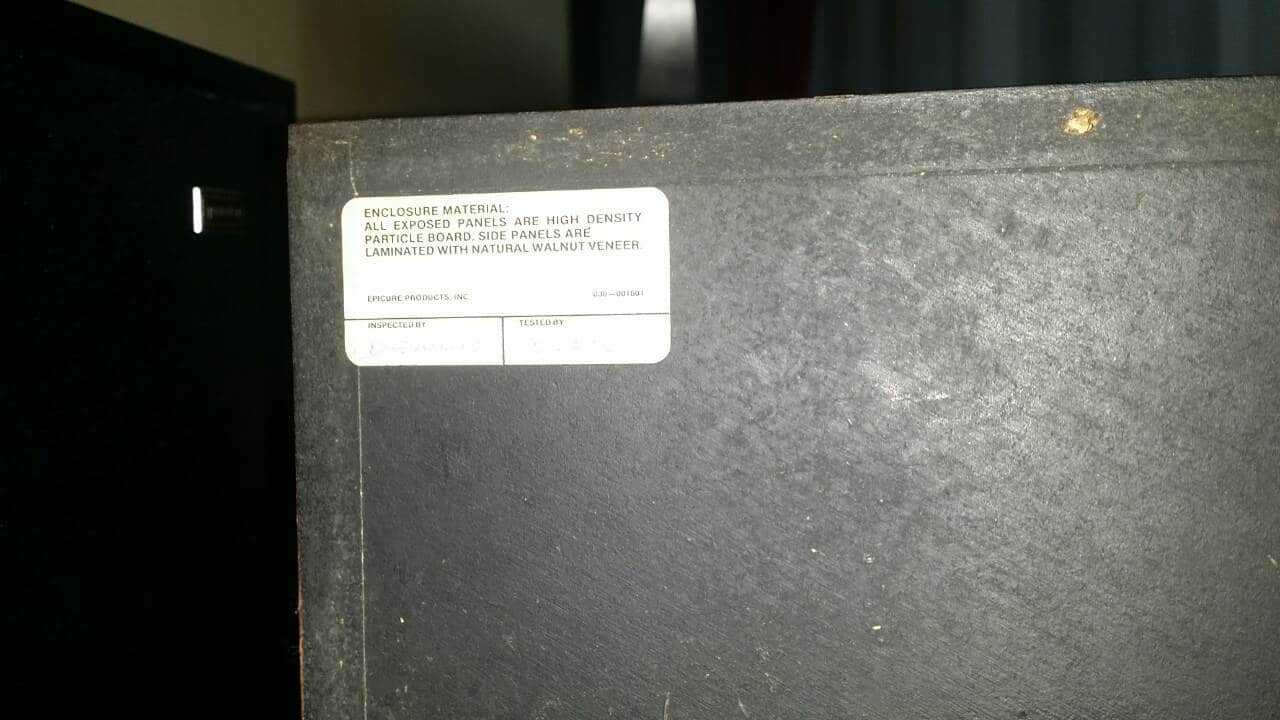 ENCLOSURE MATERIAL:
ALL EXPOSED PANELS ARE HIGH DENSITY
PARTICLE BOARD. SIDE PANELS ARE
LAMINATED WITH NATURAL WALNUT VENEER.
EPICURE PRODUCTS, INC.
INSPECTED BY
TESTED BY